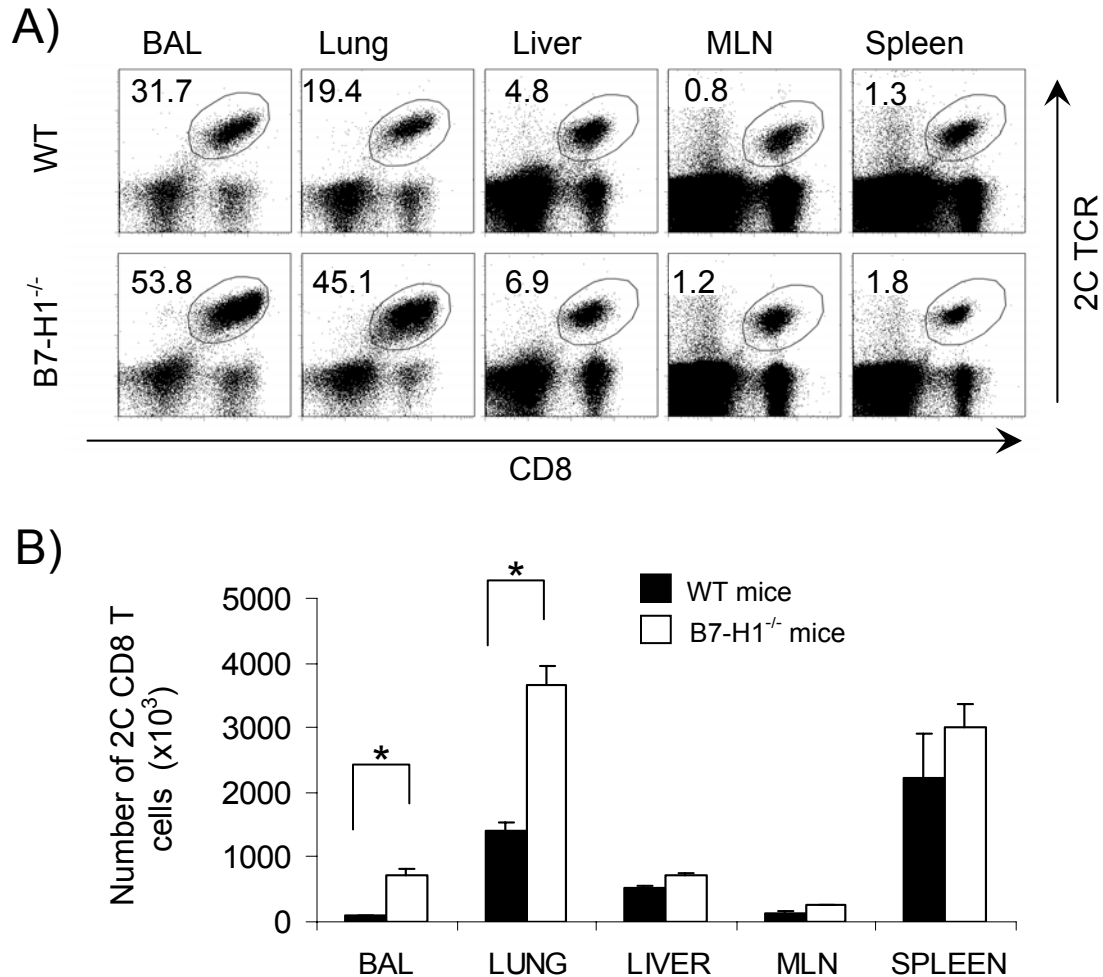 A)
BAL Lung Liver MLN Spleen
WT
31.7 19.4 4.8 0.8 1.3
B7-H1-/-
53.8 45.1 6.9 1.2 1.8
2C TCR
CD8
B)
Number of 2C CD8 T
cells (x10³)
5000
4000
3000
2000
1000
0
* *
WT mice
B7-H1-/- mice
BAL LUNG LIVER MLN SPLEEN